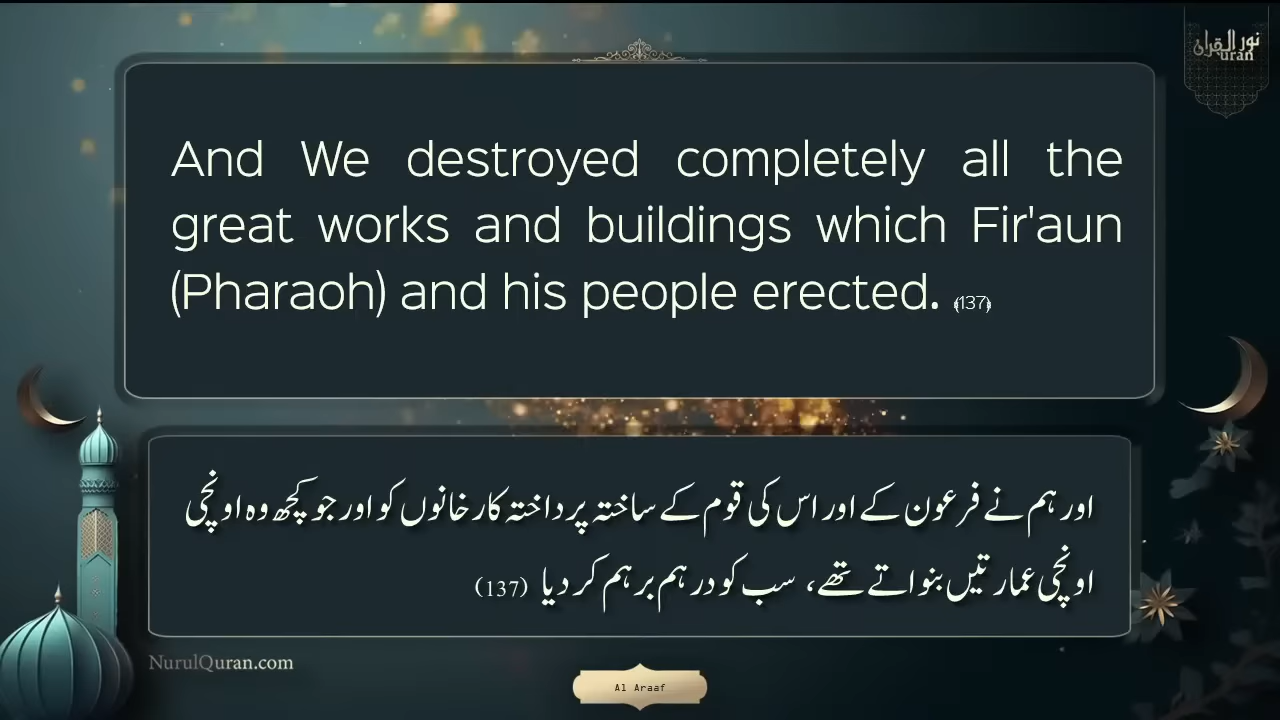 نور القرآن
uran
And We destroyed completely all the
great works and buildings which Fir'aun
(Pharaoh) and his people erected. ﴾137﴿
اور ہم نے فرعون کے اور اس کی قوم کے ساختہ پرداختہ کارخانوں کو اور جو کچھ وہ اونچی
اونچی عمارتیں بنواتے تھے، سب کو درہم برہم کر دیا (137)
NurulQuran.com
Al Araaf